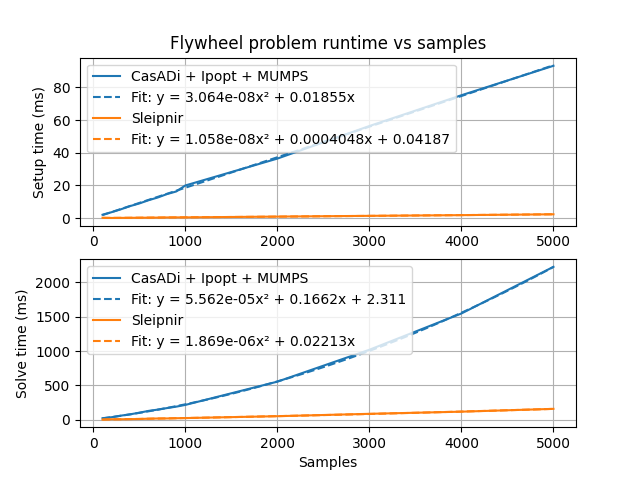 Flywheel problem runtime vs samples
Setup time (ms)
80
60
40
20
0
CasADi + Ipopt + MUMPS
Fit: y = 3.064e-08x² + 0.01855x
Sleipnir
Fit: y = 1.058e-08x² + 0.0004048x + 0.04187
0 1000 2000 3000 4000 5000
Solve time (ms)
2000
1500
1000
500
0
CasADi + Ipopt + MUMPS
Fit: y = 5.562e-05x² + 0.1662x + 2.311
Sleipnir
Fit: y = 1.869e-06x² + 0.02213x
0 1000 2000 3000 4000 5000
Samples